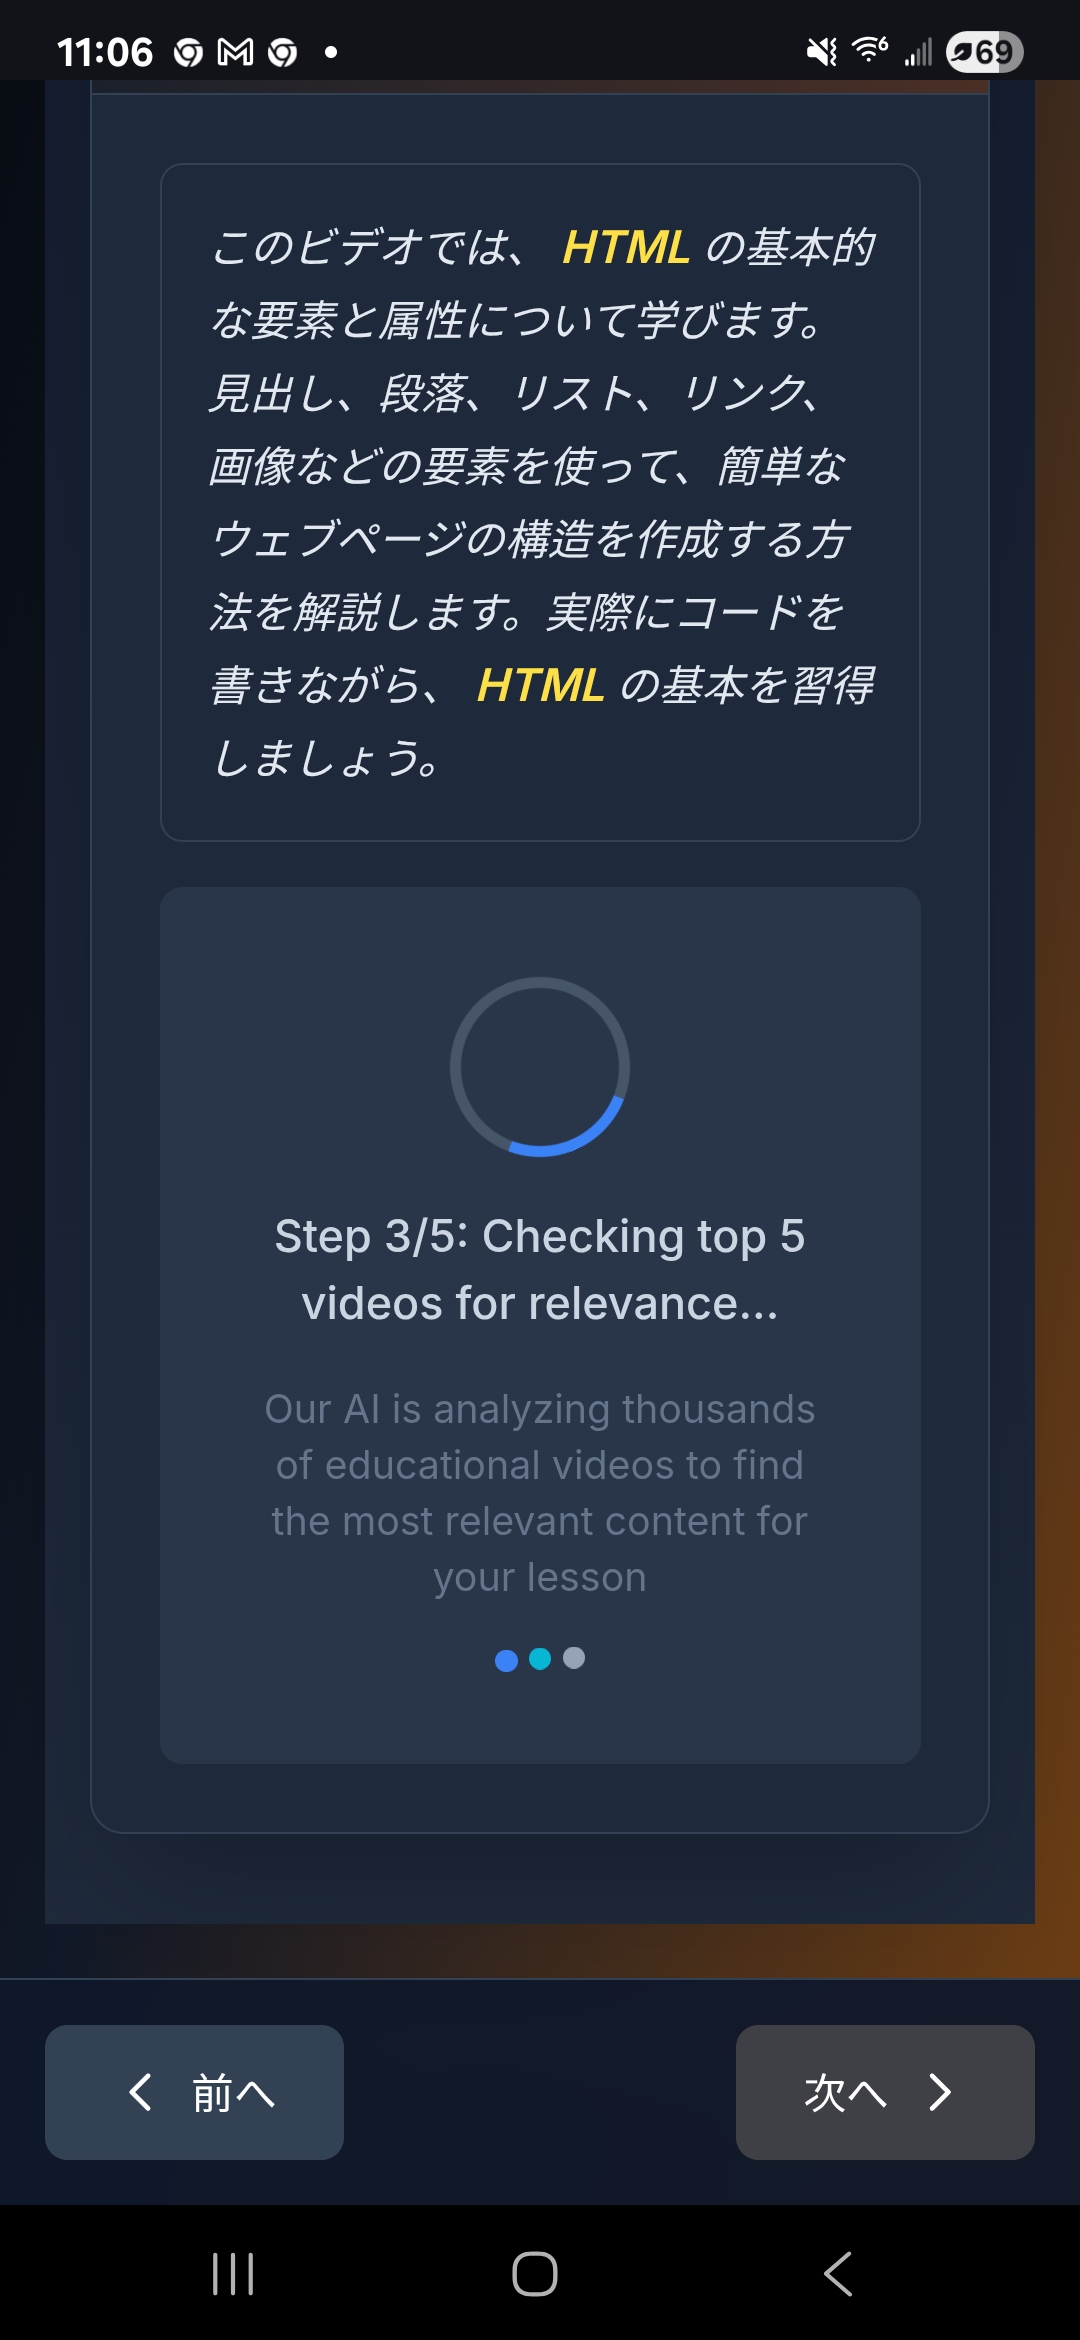 11:06
6
69
このビデオでは、 HTML の基本的
な要素と属性について学びます。
見出し、段落、リスト、リンク、
画像などの要素を使って、簡単な
ウェブページの構造を作成する方
法を解説します。実際にコードを
書きながら、 HTML の基本を習得
しましょう。
Step 3/5: Checking top 5
videos for relevance...
Our AI is analyzing thousands
of educational videos to find
the most relevant content for
your lesson
前へ
次へ